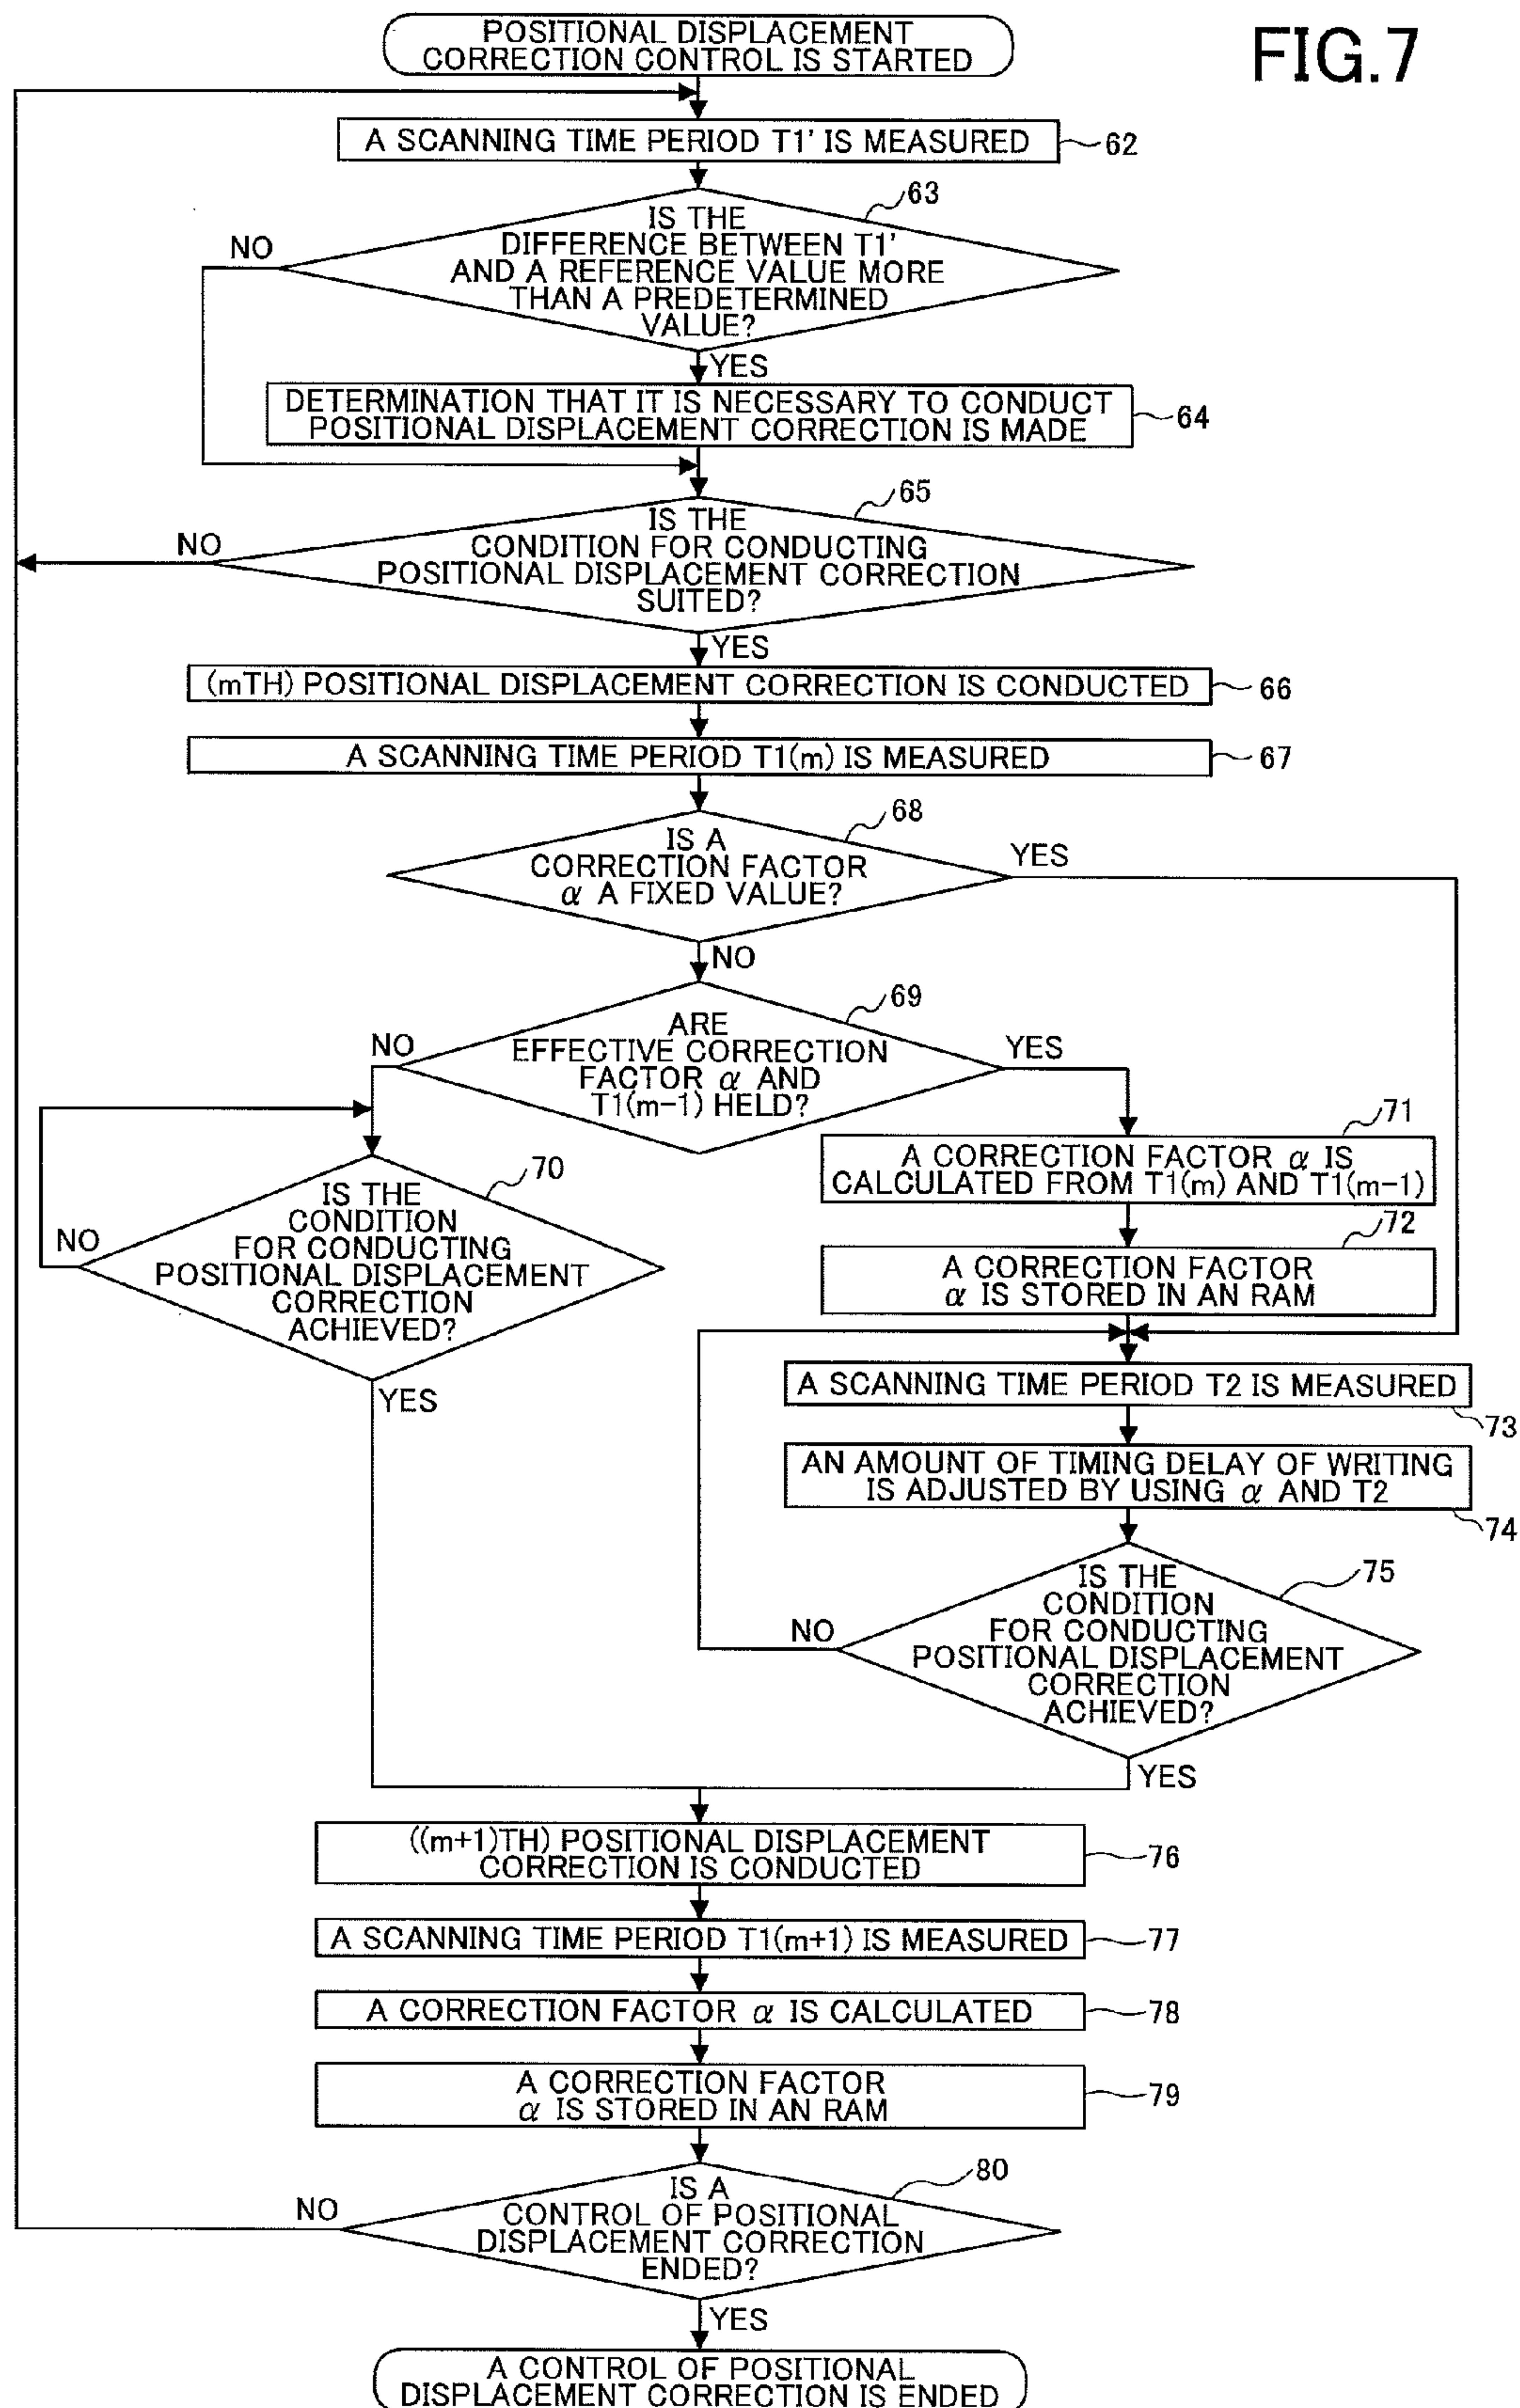 FIG.7
POSITIONAL DISPLACEMENT
CORRECTION CONTROL IS STARTED
A SCANNING TIME PERIOD T1' IS MEASURED
62
63
IS THE
DIFFERENCE BETWEEN T1'
AND A REFERENCE VALUE MORE
THAN A PREDETERMINED
VALUE?
NO
YES
DETERMINATION THAT IT IS NECESSARY TO CONDUCT
POSITIONAL DISPLACEMENT CORRECTION IS MADE
64
65
IS THE
CONDITION FOR CONDUCTING
POSITIONAL DISPLACEMENT CORRECTION
SUITED?
NO
YES
(mTH) POSITIONAL DISPLACEMENT CORRECTION IS CONDUCTED
66
A SCANNING TIME PERIOD T1(m) IS MEASURED
67
68
IS A
CORRECTION FACTOR
α A FIXED VALUE?
YES
NO
69
ARE
EFFECTIVE CORRECTION
FACTOR α AND
T1(m-1) HELD?
NO
YES
70
IS THE
CONDITION
FOR CONDUCTING
POSITIONAL DISPLACEMENT
CORRECTION
ACHIEVED?
NO
YES
71
A CORRECTION FACTOR α IS
CALCULATED FROM T1(m) AND T1(m-1)
72
A CORRECTION FACTOR
α IS STORED IN AN RAM
A SCANNING TIME PERIOD T2 IS MEASURED
73
AN AMOUNT OF TIMING DELAY OF WRITING
IS ADJUSTED BY USING α AND T2
74
75
IS THE
CONDITION
FOR CONDUCTING
POSITIONAL DISPLACEMENT
CORRECTION
ACHIEVED?
NO
YES
((m+1)TH) POSITIONAL DISPLACEMENT
CORRECTION IS CONDUCTED
76
A SCANNING TIME PERIOD T1(m+1) IS MEASURED
77
A CORRECTION FACTOR α IS CALCULATED
78
A CORRECTION FACTOR
α IS STORED IN AN RAM
79
80
IS A
CONTROL OF POSITIONAL
DISPLACEMENT CORRECTION
ENDED?
NO
YES
A CONTROL OF POSITIONAL
DISPLACEMENT CORRECTION IS ENDED